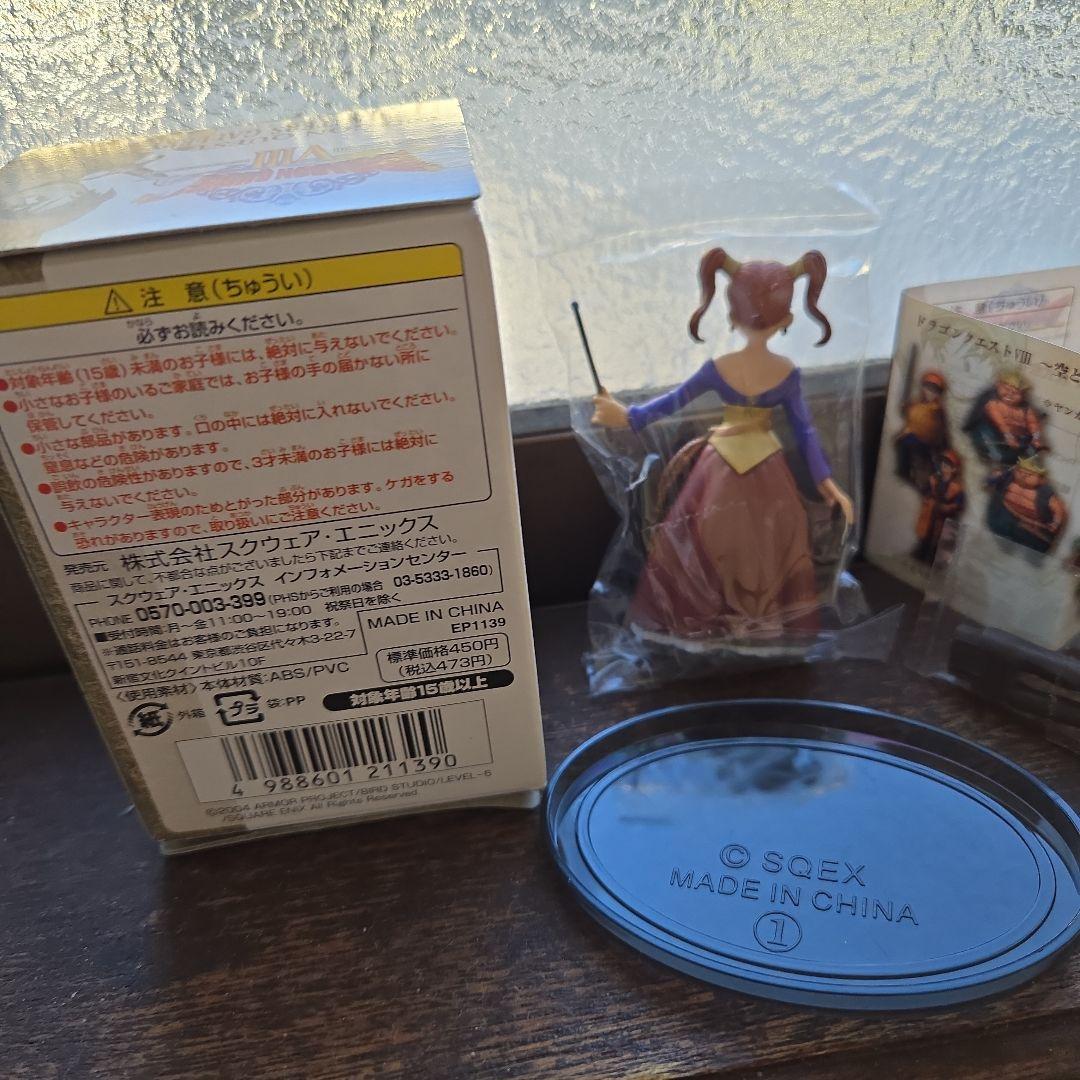 VIII
注 意(ちゅうい)
必ずお読みください。
●対象年齢(15歳)未満のお子様には、絶対に与えないでください。
●小さなお子様のいるご家庭では、お子様の手の届かない所に
保管してください。
●小さな部品があります。口の中には絶対に入れないでください。
窒息などの危険があります。
●誤飲の危険性がありますので、3才未満のお子様には絶対に
与えないでください。
●キャラクター表現のためとがった部分があります。ケガをする
恐れがありますので、取り扱いにご注意ください。
発売元 株式会社スクウェア・エニックス
商品に関して、不都合な点がございましたら下記までご連絡ください。
スクウェア・エニックス インフォメーションセンター
PHONE 0570-003-399(PHSからご利用の場合 03-5333-1860)
■受付時間:月~金11:00~19:00 祝祭日を除く
※通話料金はお客様のご負担になります。
〒151-8544 東京都渋谷区代々木3-22-7
新宿文化クイントビル10F
MADE IN CHINA
EP1139
標準価格450円
(税込473円)
〈使用素材〉本体材質:ABS/PVC
紙 外箱 プラ 袋:PP
対象年齢15歳以上
4 988601 211390
©2004 ARMOR PROJECT/BIRD STUDIO/LEVEL-5
/SQUARE ENIX All Rights Reserved
© SQEX
MADE IN CHINA
1
ドラゴンクエストVIII ~空と